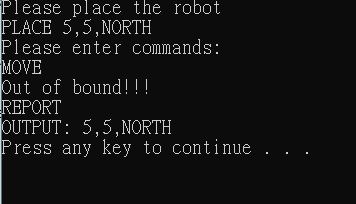 Please place the robot
PLACE 5,5,NORTH
Please enter commands:
MOVE
Out of bound!!!
REPORT
OUTPUT: 5,5,NORTH
Press any key to continue . . .